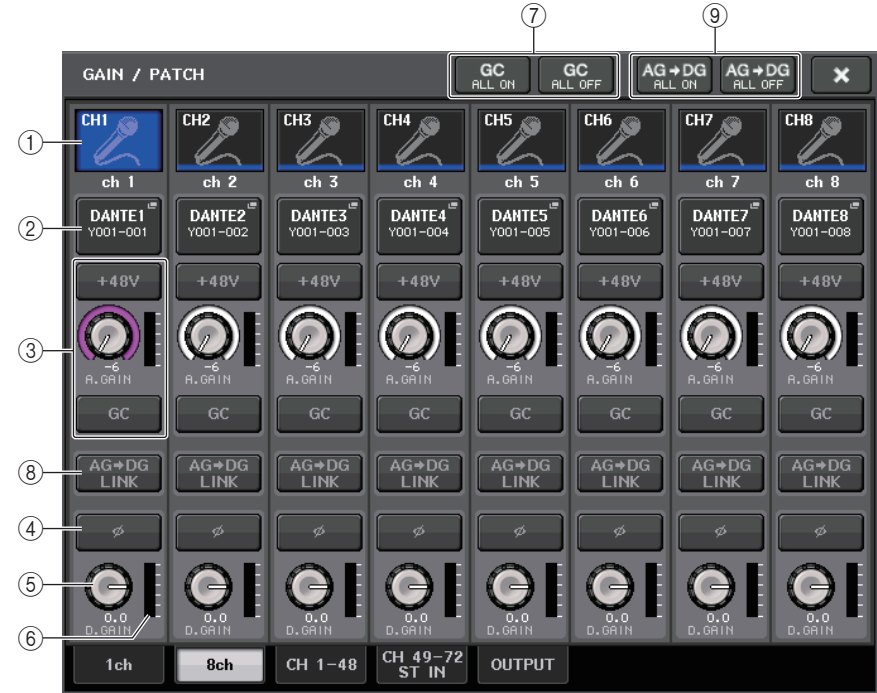 ⑦ ⑨
GAIN / PATCH
GC ALL ON
GC ALL OFF
AG➔DG ALL ON
AG➔DG ALL OFF
①
CH1 CH2 CH3 CH4 CH5 CH6 CH7 CH8
ch 1 ch 2 ch 3 ch 4 ch 5 ch 6 ch 7 ch 8
②
DANTE1 DANTE2 DANTE3 DANTE4 DANTE5 DANTE6 DANTE7 DANTE8
Y001-001 Y001-002 Y001-003 Y001-004 Y001-005 Y001-006 Y001-007 Y001-008
+48V +48V +48V +48V +48V +48V +48V +48V
③
-6 -6 -6 -6 -6 -6 -6 -6
A.GAIN A.GAIN A.GAIN A.GAIN A.GAIN A.GAIN A.GAIN A.GAIN
GC GC GC GC GC GC GC GC
⑧
AG➔DG AG➔DG AG➔DG AG➔DG AG➔DG AG➔DG AG➔DG AG➔DG
LINK LINK LINK LINK LINK LINK LINK LINK
④
ø ø ø ø ø ø ø ø
⑤
⑥
0.0 0.0 0.0 0.0 0.0 0.0 0.0 0.0
D.GAIN D.GAIN D.GAIN D.GAIN D.GAIN D.GAIN D.GAIN D.GAIN
1ch
8ch
CH 1-48
CH 49-72
ST IN
OUTPUT